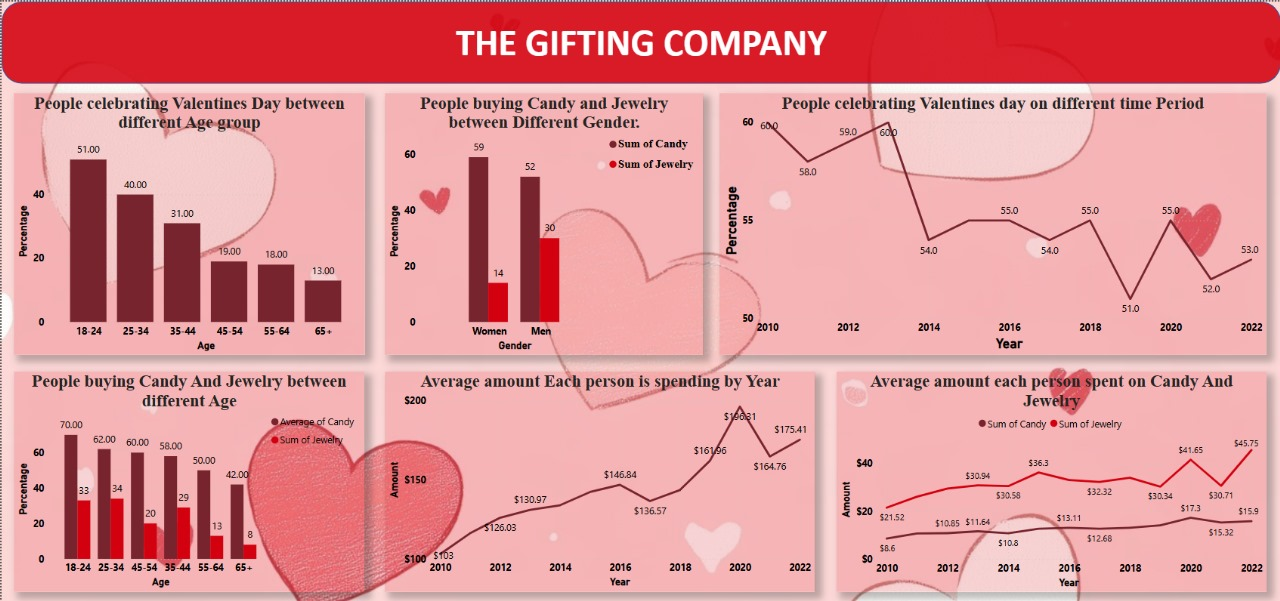 THE GIFTING COMPANY
People celebrating Valentines Day between
different Age group
51.00
40.00
31.00
19.00
18.00
13.00
40
20
0
Percentage
18-24 25-34 35-44 45-54 55-64 65+
Age
People buying Candy and Jewelry
between Different Gender.
Sum of Candy
Sum of Jewelry
59
52
30
14
60
40
20
0
Percentage
Women Men
Gender
People celebrating Valentines day on different time Period
60
55
50
Percentage
60.0
58.0
59.0
60.0
54.0
55.0
54.0
55.0
51.0
55.0
52.0
53.0
2010 2012 2014 2016 2018 2020 2022
Year
People buying Candy And Jewelry between
different Age
Average of Candy
Sum of Jewelry
70.00
62.00
60.00
58.00
50.00
42.00
33
34
20
29
13
8
60
40
20
0
Percentage
18-24 25-34 45-54 35-44 55-64 65+
Age
Average amount Each person is spending by Year
$200
$150
$100
Amount
$103
$126.03
$130.97
$146.84
$136.57
$161.96
$196.31
$164.76
$175.41
2010 2012 2014 2016 2018 2020 2022
Year
Average amount each person spent on Candy And
Jewelry
Sum of Candy Sum of Jewelry
$40
$20
$0
Amount
$21.52
$30.94
$30.58
$36.3
$32.32
$30.34
$41.65
$30.71
$45.75
$8.6
$10.85
$11.64
$10.8
$13.11
$12.68
$17.3
$15.32
$15.9
2010 2012 2014 2016 2018 2020 2022
Year